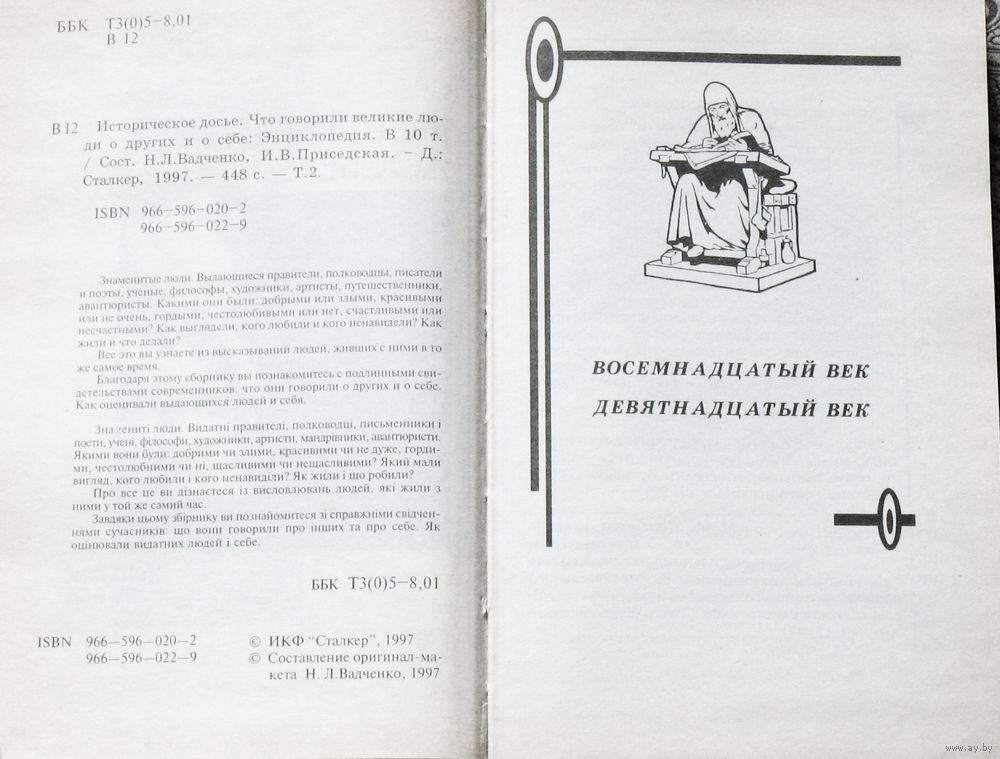 ББК Т3(0)5—8,01
В 12
В 12 Историческое досье. Что говорили великие лю-
ди о других и о себе: Энциклопедия. В 10 т.
/ Сост. Н.Л.Вадченко, И.В.Приседская. — Д.:
Сталкер, 1997. — 448 с. — Т.2.
ISBN 966-596-020-2
966-596-022-9
Знаменитые люди. Выдающиеся правители, полководцы, писатели
и поэты, ученые, философы, художники, артисты, путешественники,
авантюристы. Какими они были: добрыми или злыми, красивыми
или не очень, гордыми, честолюбивыми или нет, счастливыми или
несчастными? Как выглядели, кого любили и кого ненавидели? Как
жили и что делали?
Все это вы узнаете из высказываний людей, живших с ними в то
же самое время.
Благодаря этому сборнику вы познакомитесь с подлинными сви-
детельствами современников: что они говорили о других и о себе.
Как оценивали выдающихся людей и себя.
Знаменіті люди. Видатні правителі, полководці, письменники і
поети, учені, філософи, художники, артисти, мандрівники, авантюристи.
Якими вони були: добрими чи злими, красивими чи не дуже, горди-
ми, честолюбними чи ні, щасливими чи нещасливими? Який мали
вигляд, кого любили і кого ненавиділи? Як жили і що робили?
Про все це ви дізнаєтеся із висловлювань людей, які жили з
ними у той же самий час.
Завдяки цьому збірнику ви познайомитеся зі справжніми свідчен-
нями сучасників: що вони говорили про інших та про себе. Як
оцінювали видатних людей і себе.
ББК Т3(0)5—8,01
ISBN 966—596—020—2
966—596—022—9
© ИКФ "Сталкер", 1997
© Составление оригинал-ма-
кета Н. Л.Вадченко, 1997
ВОСЕМНАДЦАТЫЙ ВЕК
ДЕВЯТНАДЦАТЫЙ ВЕК
www.ay.by